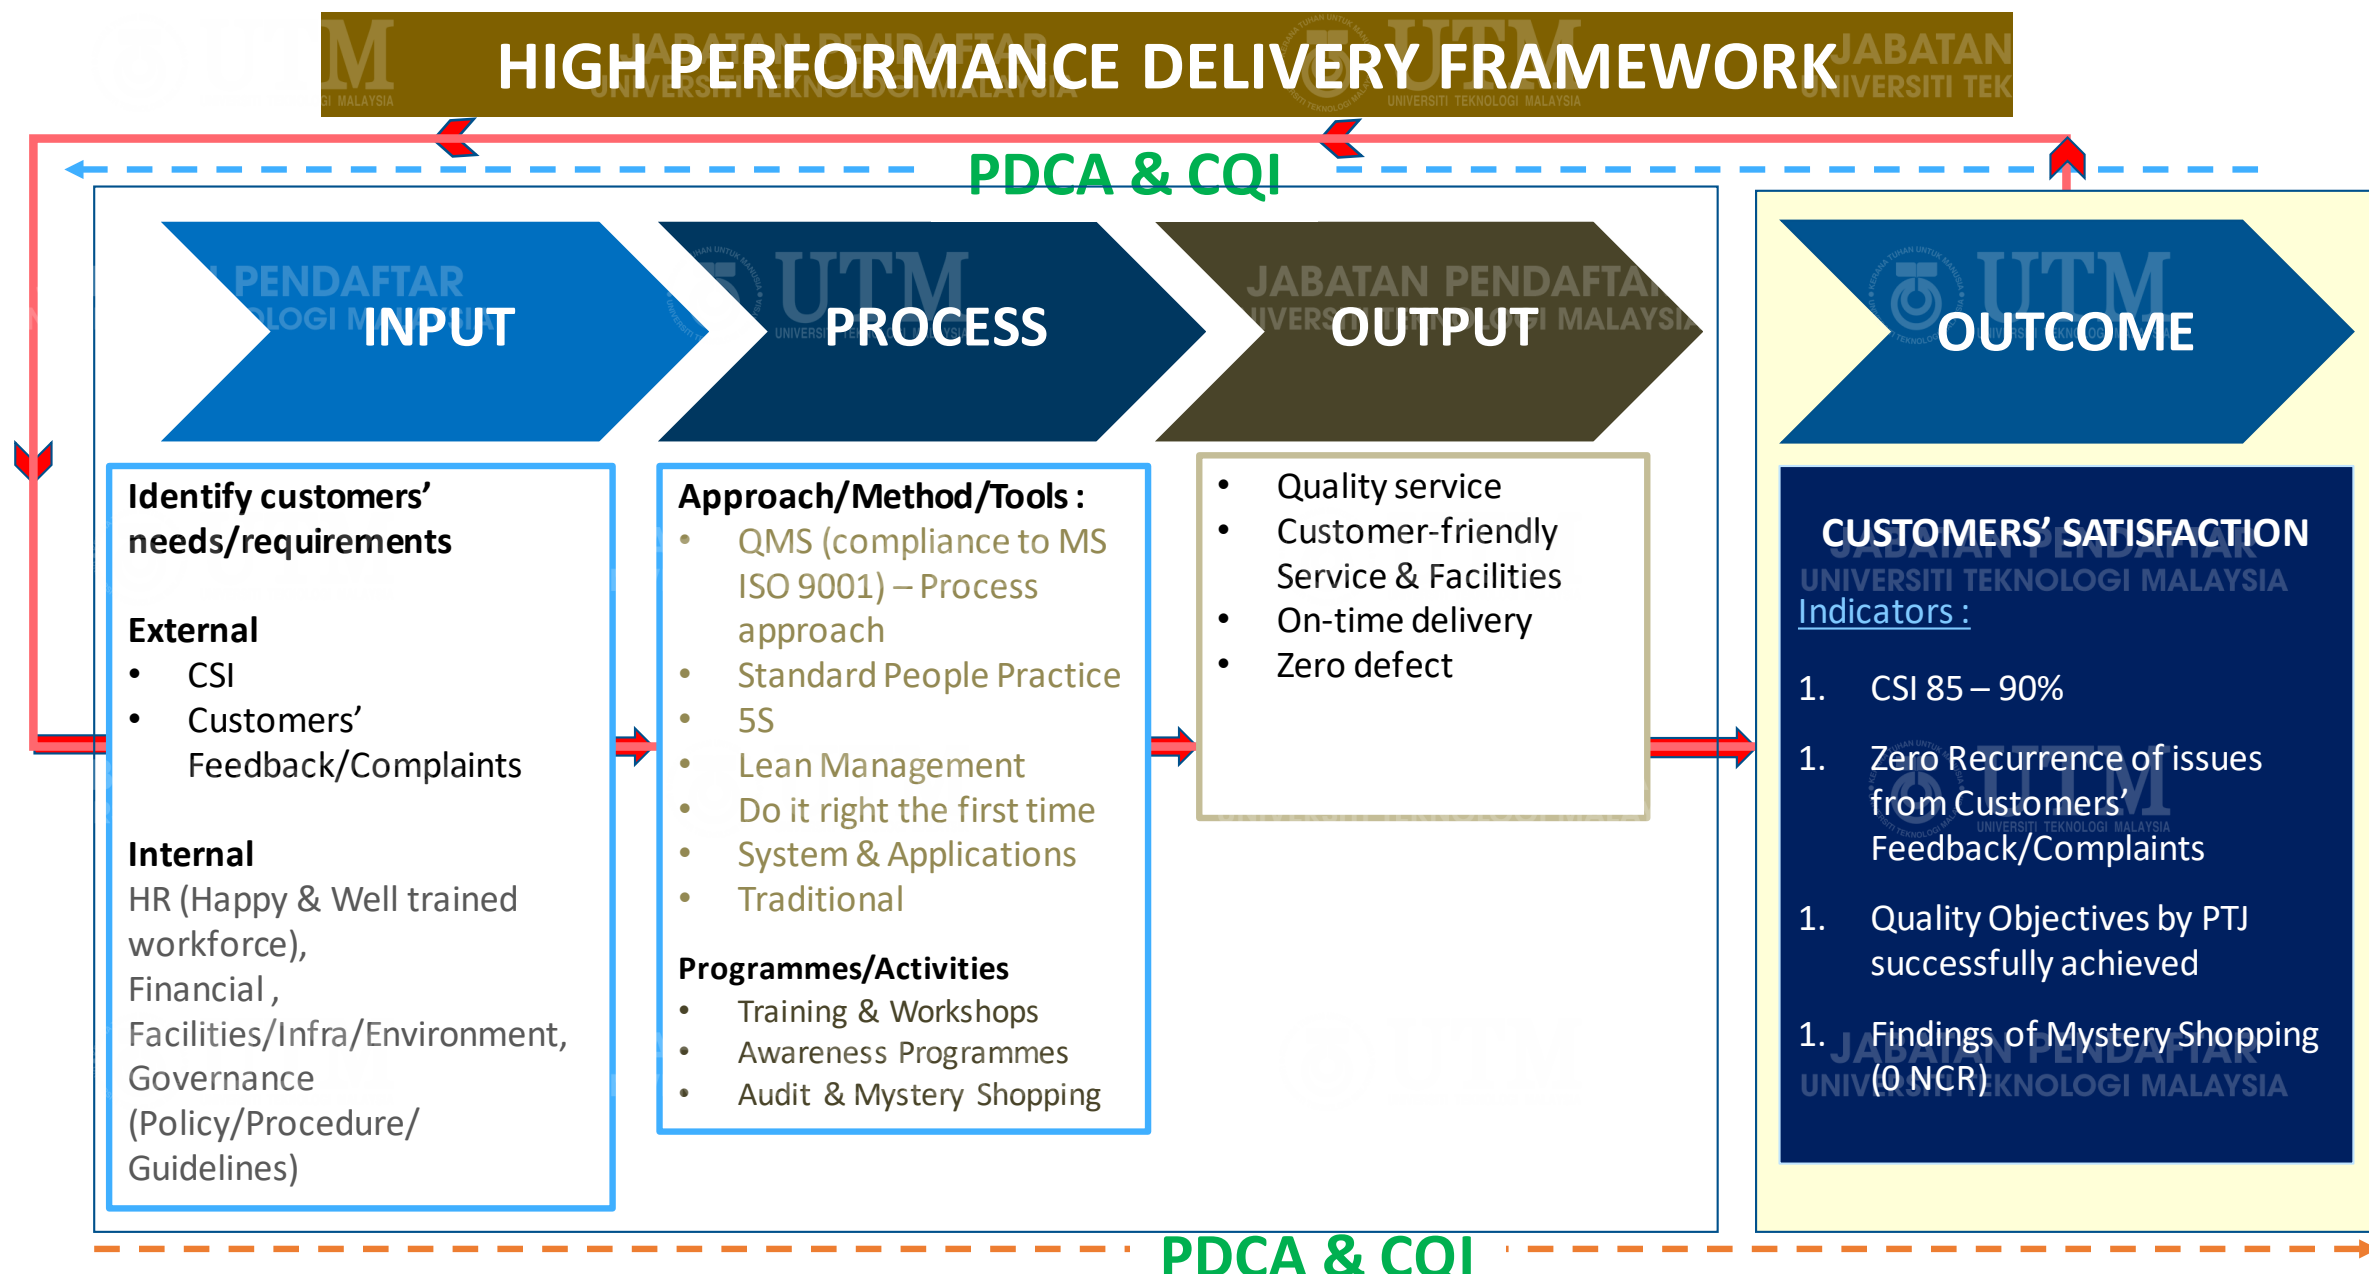 HIGH PERFORMANCE DELIVERY FRAMEWORK
PDCA & CQI
INPUT
PROCESS
OUTPUT
OUTCOME
Identify customers’
needs/requirements
External
• CSI
• Customers’
Feedback/Complaints
Internal
HR (Happy & Well trained
workforce),
Financial ,
Facilities/Infra/Environment,
Governance
(Policy/Procedure/
Guidelines)
Approach/Method/Tools :
• QMS (compliance to MS
ISO 9001) – Process
approach
• Standard People Practice
• 5S
• Lean Management
• Do it right the first time
• System & Applications
• Traditional
Programmes/Activities
• Training & Workshops
• Awareness Programmes
• Audit & Mystery Shopping
• Quality service
• Customer-friendly
Service & Facilities
• On-time delivery
• Zero defect
CUSTOMERS’ SATISFACTION
Indicators :
1. CSI 85 – 90%
1. Zero Recurrence of issues
from Customers’
Feedback/Complaints
1. Quality Objectives by PTJ
successfully achieved
1. Findings of Mystery Shopping
(0 NCR)
PDCA & CQI
UTM
UNIVERSITI TEKNOLOGI MALAYSIA
JABATAN PENDAFTAR
UNIVERSITI TEKNOLOGI MALAYSIA